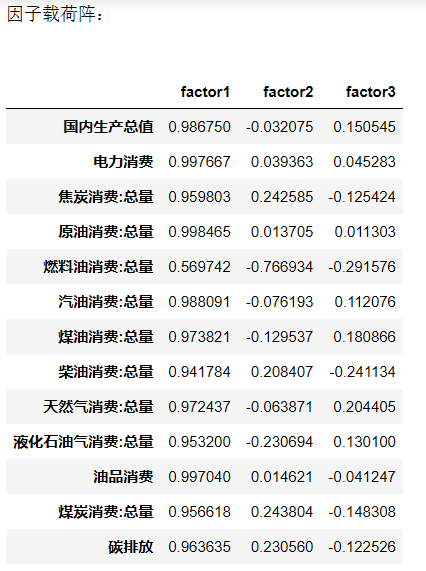 因子载荷阵:
factor1 factor2 factor3
国内生产总值 0.986750 -0.032075 0.150545
电力消费 0.997667 0.039363 0.045283
焦炭消费:总量 0.959803 0.242585 -0.125424
原油消费:总量 0.998465 0.013705 0.011303
燃料油消费:总量 0.569742 -0.766934 -0.291576
汽油消费:总量 0.988091 -0.076193 0.112076
煤油消费:总量 0.973821 -0.129537 0.180866
柴油消费:总量 0.941784 0.208407 -0.241134
天然气消费:总量 0.972437 -0.063871 0.204405
液化石油气消费:总量 0.953200 -0.230694 0.130100
油品消费 0.997040 0.014621 -0.041247
煤炭消费:总量 0.956618 0.243804 -0.148308
碳排放 0.963635 0.230560 -0.122526